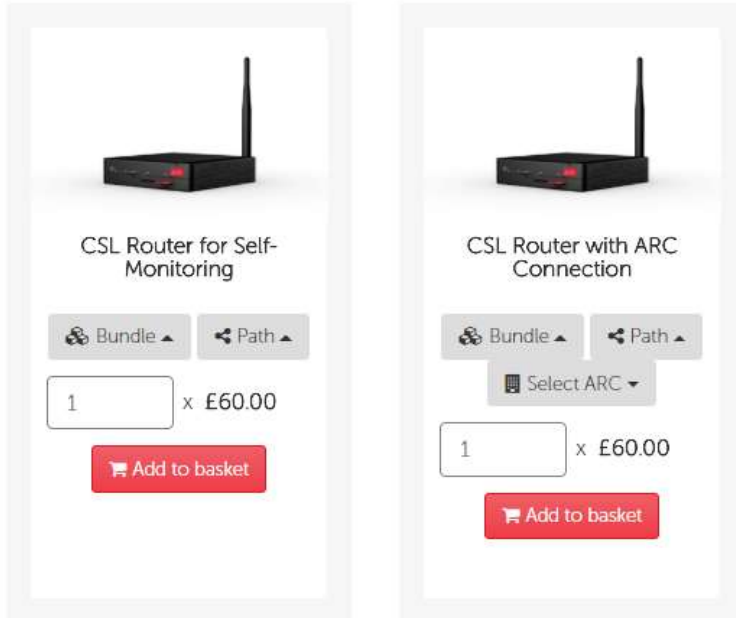 CSL Router for Self-
Monitoring
Bundle
Path
1 x £60.00
Add to basket
CSL Router with ARC
Connection
Bundle
Path
Select ARC
1 x £60.00
Add to basket